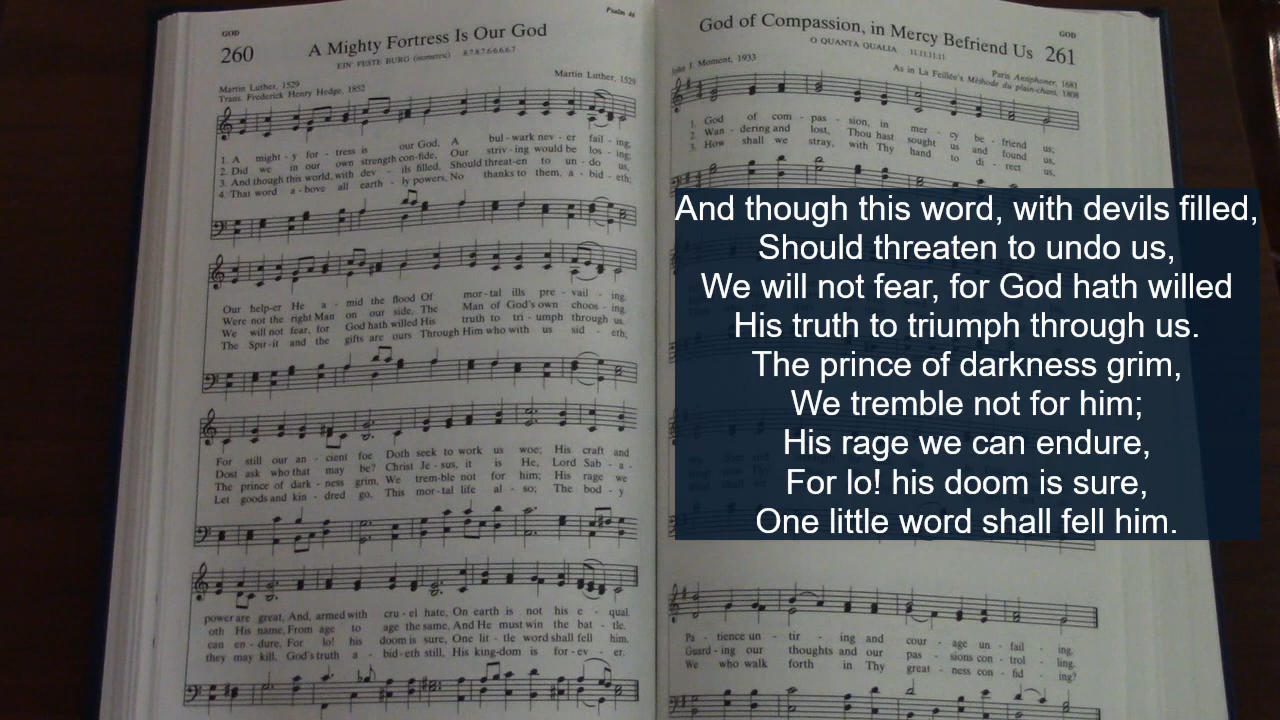 Psalm 46
GOD
260
A Mighty Fortress Is Our God
EIN' FESTE BURG (isometric) 8.7.8.7.6.6.6.6.7
Martin Luther, 1529
Trans. Frederick Henry Hedge, 1852
Martin Luther, 1529
1. A might - y for - tress is our God, A bul - wark nev - er fail - ing;
2. Did we in our own strength con-fide, Our striv - ing would be los - ing;
3. And though this world, with dev - ils filled, Should threat-en to un - do us,
4. That word a - bove all earth - ly powers, No thanks to them, a - bid - eth;
Our help-er He a - mid the flood Of mor - tal ills pre - vail - ing.
Were not the right Man on our side, The Man of God's own choos - ing.
We will not fear, for God hath willed His truth to tri - umph through us.
The Spir - it and the gifts are ours Through Him who with us sid - eth;
For still our an - cient foe Doth seek to work us woe; His craft and
Dost ask who that may be? Christ Je - sus, it is He, Lord Sab - a -
The prince of dark - ness grim, We trem-ble not for him; His rage we
Let goods and kin - dred go, This mor-tal life al - so; The bod - y
power are great, And, armed with cru - el hate, On earth is not his e - qual.
oth His name, From age to age the same, And He must win the bat - tle.
can en - dure, For lo! his doom is sure, One lit - tle word shall fell him.
they may kill, God's truth a - bid-eth still, His king-dom is for - ev - er.
GOD
God of Compassion, in Mercy Befriend Us 261
O QUANTA QUALIA 11.11.11.11
John J. Moment, 1933
Paris Antiphoner, 1681
As in La Feillée's Méthode du plain-chant, 1808
1. God of com - pas - sion, in mer - cy be - friend us;
2. Wan - dering and lost, Thou hast sought us and found us,
3. How shall we stray, with Thy hand to di - rect us,
And though this word, with devils filled,
Should threaten to undo us,
We will not fear, for God hath willed
His truth to triumph through us.
The prince of darkness grim,
We tremble not for him;
His rage we can endure,
For lo! his doom is sure,
One little word shall fell him.
Pa - tience un - tir - ing and cour - age un - fail - ing.
Guard - ing our thoughts and our pas - sions con - trol - ling.
We who walk forth in Thy great - ness con - fid - ing?